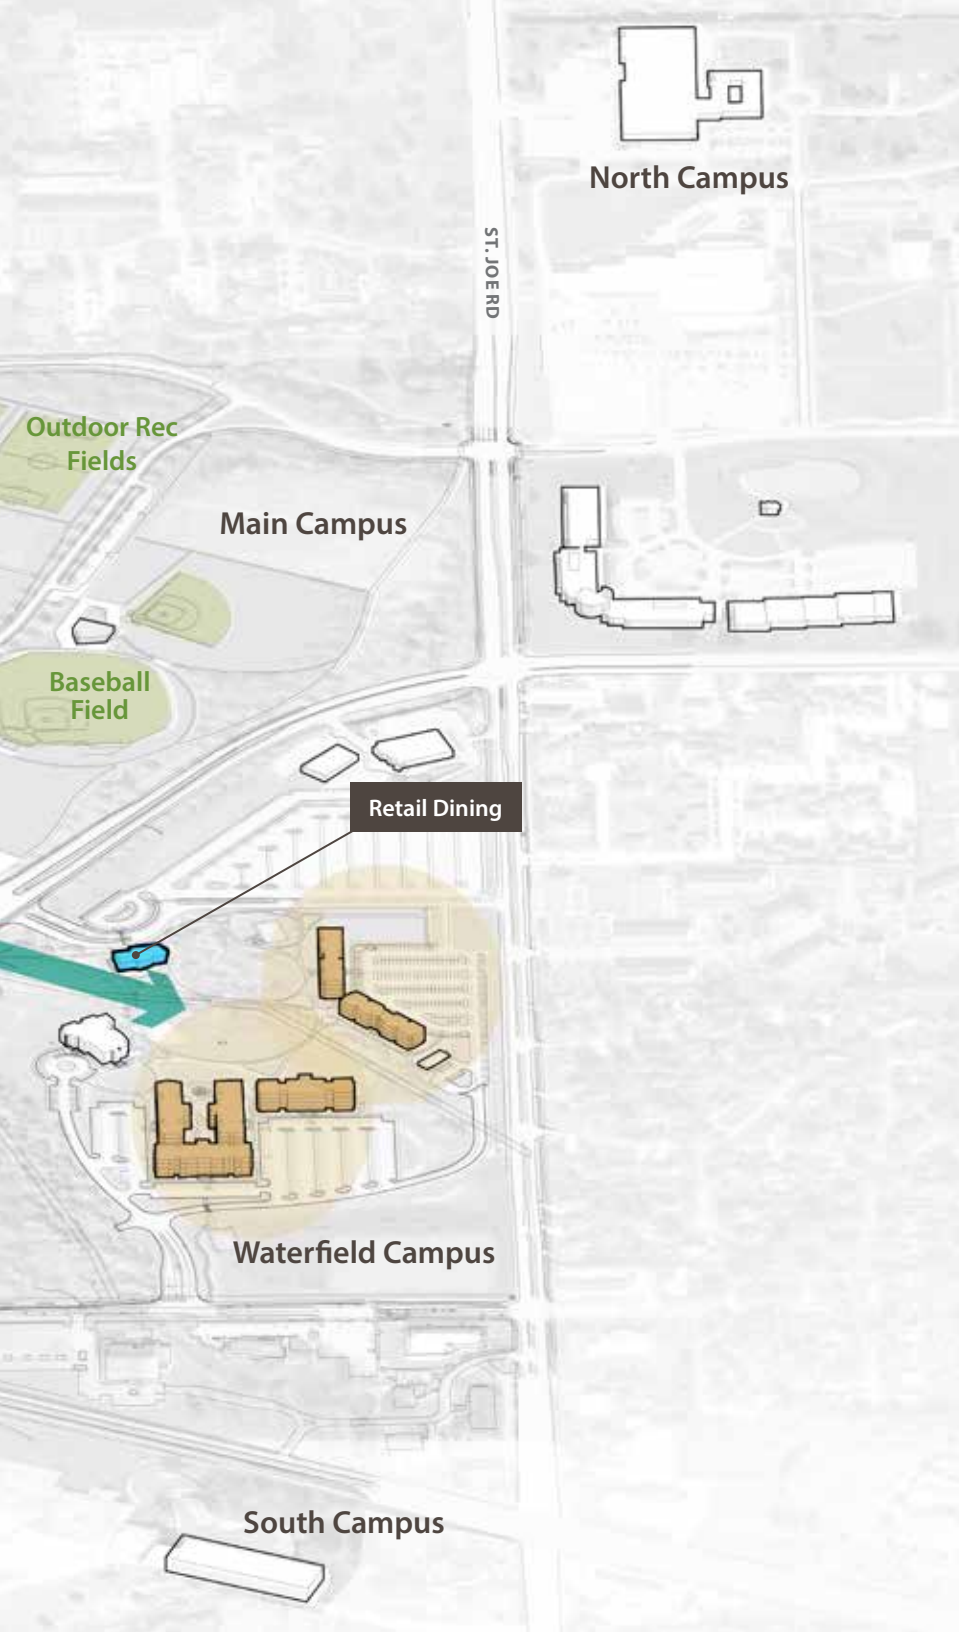 North Campus
ST. JOE RD
Outdoor Rec
Fields
Main Campus
Baseball
Field
Retail Dining
Waterfield Campus
South Campus